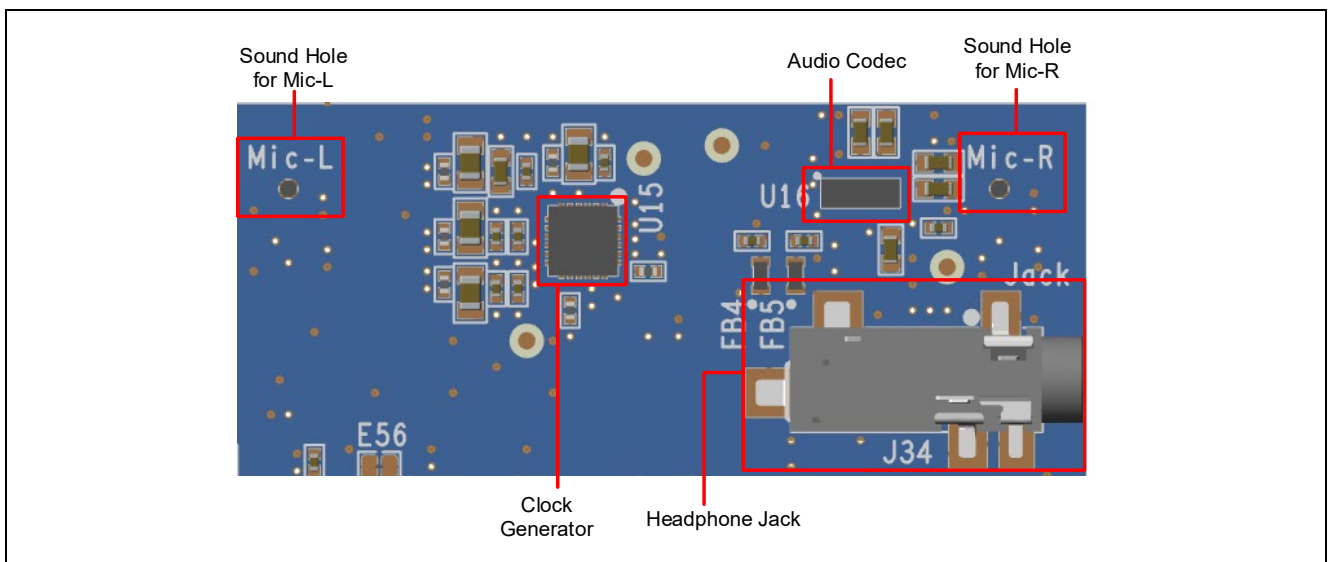 Sound Hole
for Mic-L
Audio Codec
Sound Hole
for Mic-R
Mic-L
U15
U16
Mic-R
Jack
FB4
FB5
E56
J34
Clock
Generator
Headphone Jack